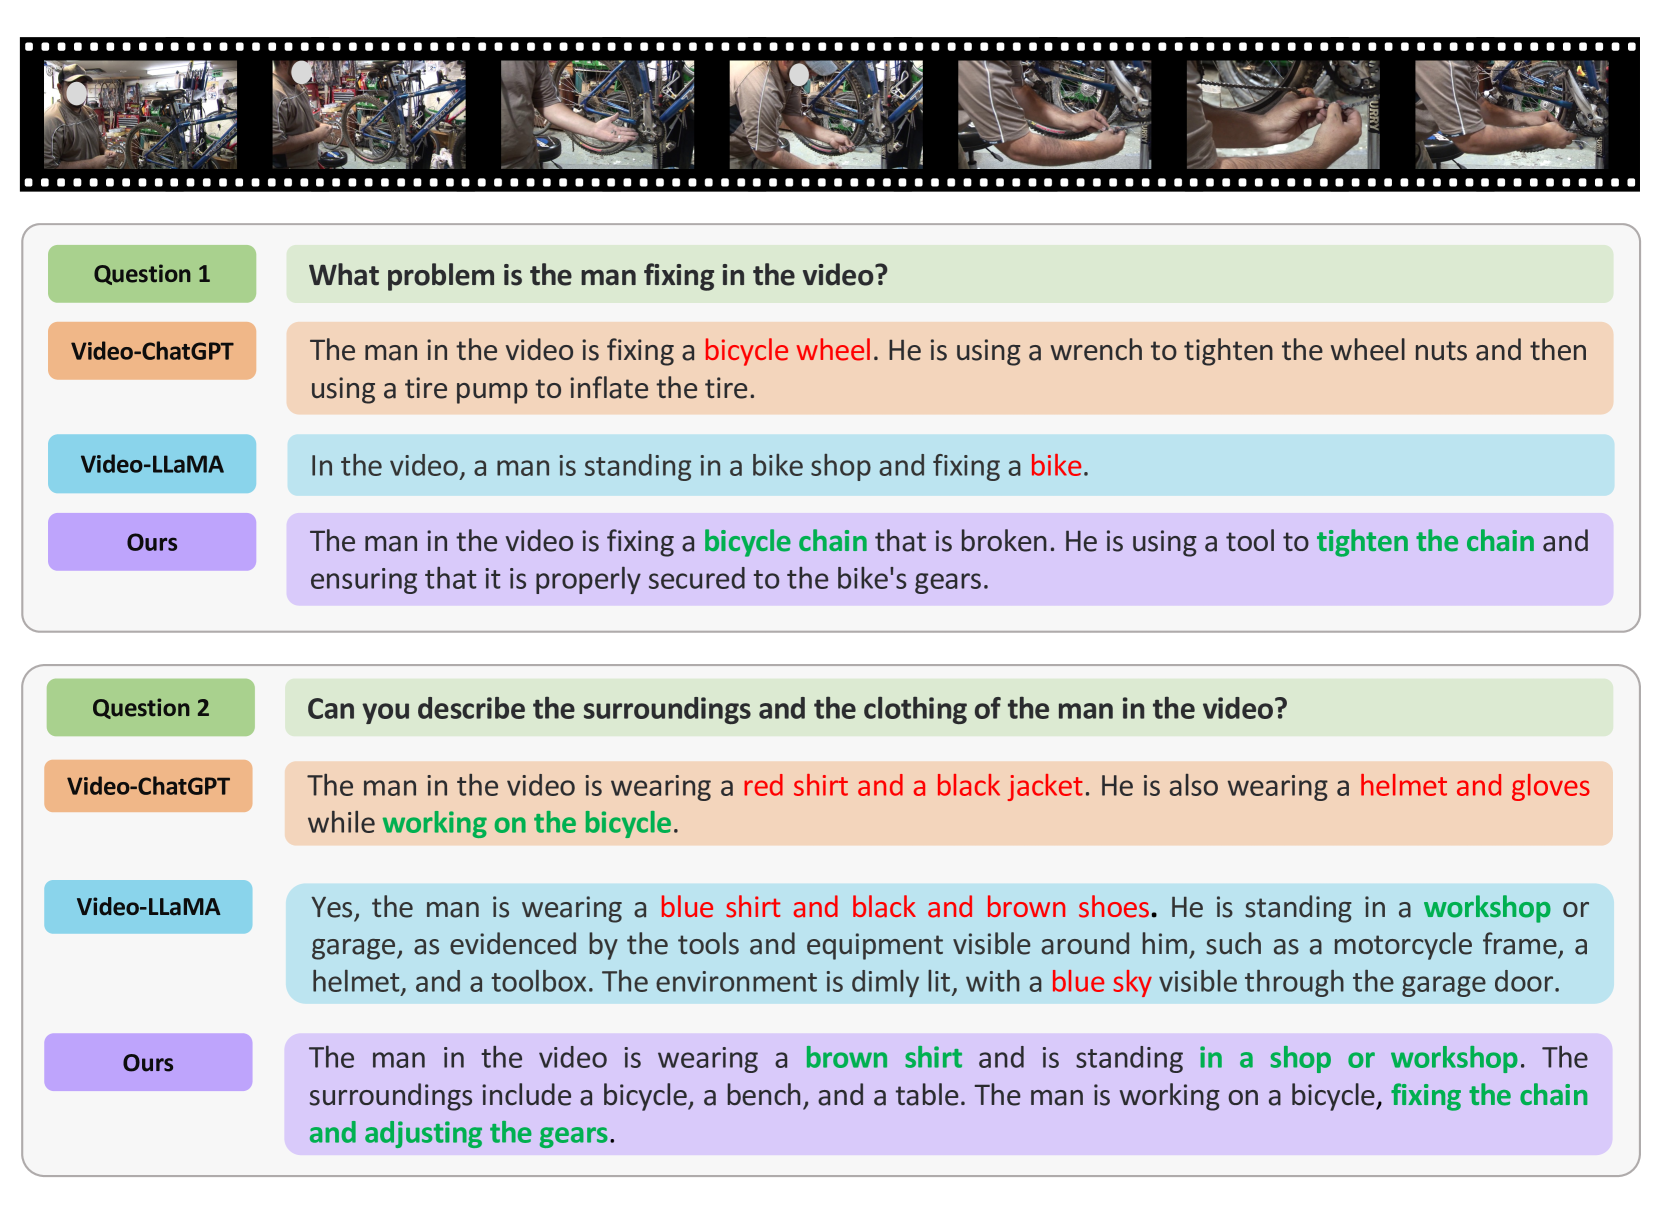 URRY
Question 1
What problem is the man fixing in the video?
Video-ChatGPT
The man in the video is fixing a bicycle wheel. He is using a wrench to tighten the wheel nuts and then
using a tire pump to inflate the tire.
Video-LLaMA
In the video, a man is standing in a bike shop and fixing a bike.
Ours
The man in the video is fixing a bicycle chain that is broken. He is using a tool to tighten the chain and
ensuring that it is properly secured to the bike's gears.
Question 2
Can you describe the surroundings and the clothing of the man in the video?
Video-ChatGPT
The man in the video is wearing a red shirt and a black jacket. He is also wearing a helmet and gloves
while working on the bicycle.
Video-LLaMA
Yes, the man is wearing a blue shirt and black and brown shoes. He is standing in a workshop or
garage, as evidenced by the tools and equipment visible around him, such as a motorcycle frame, a
helmet, and a toolbox. The environment is dimly lit, with a blue sky visible through the garage door.
Ours
The man in the video is wearing a brown shirt and is standing in a shop or workshop. The
surroundings include a bicycle, a bench, and a table. The man is working on a bicycle, fixing the chain
and adjusting the gears.